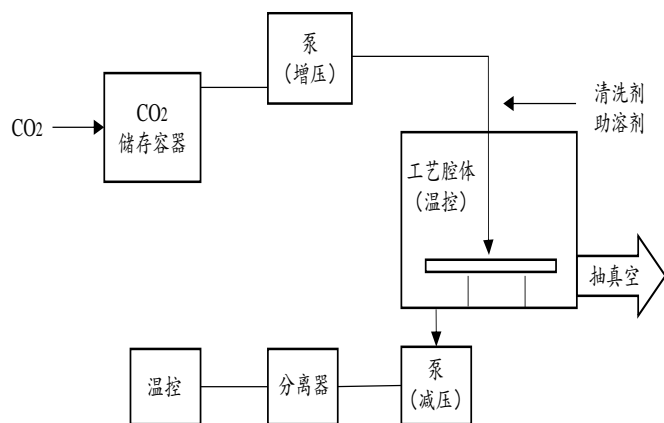 泵
（增压）
CO2
CO2
储存容器
清洗剂
助溶剂
工艺腔体
（温控）
抽真空
温控
分离器
泵
（减压）